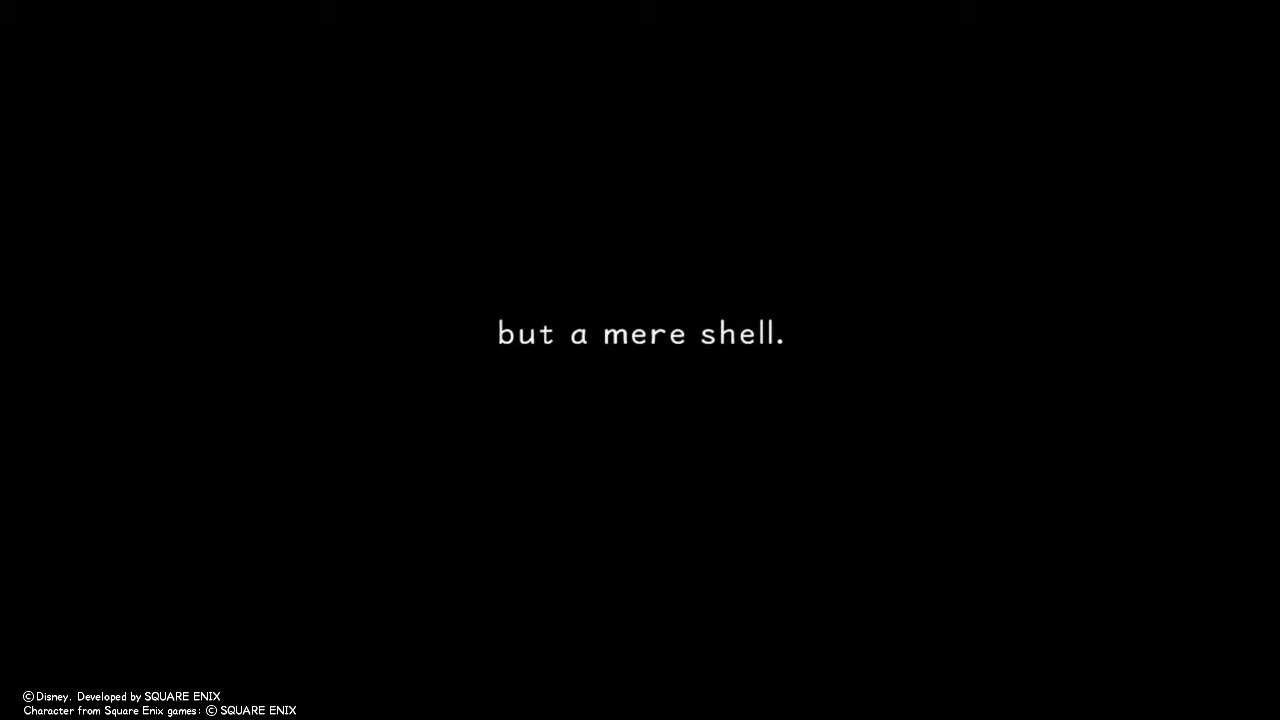 but a mere shell.
©Disney. Developed by SQUARE ENIX
Character from Square Enix games: © SQUARE ENIX